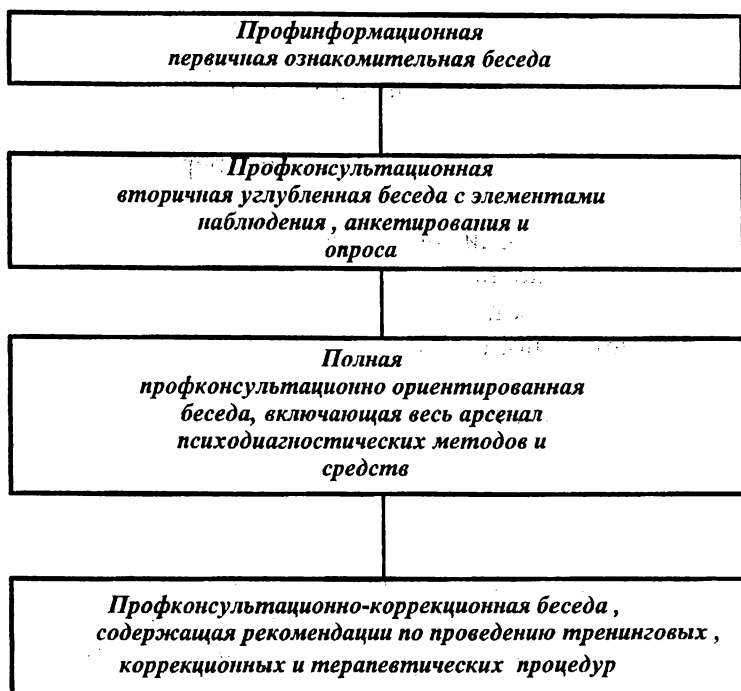 Профинформационная
первичная ознакомительная беседа
Профконсультационная
вторичная углубленная беседа с элементами
наблюдения , анкетирования и
опроса
Полная
профконсультационно ориентированная
беседа, включающая весь арсенал
психодиагностических методов и
средств
Профконсультационно-коррекционная беседа ,
содержащая рекомендации по проведению тренинговых ,
коррекционных и терапевтических процедур